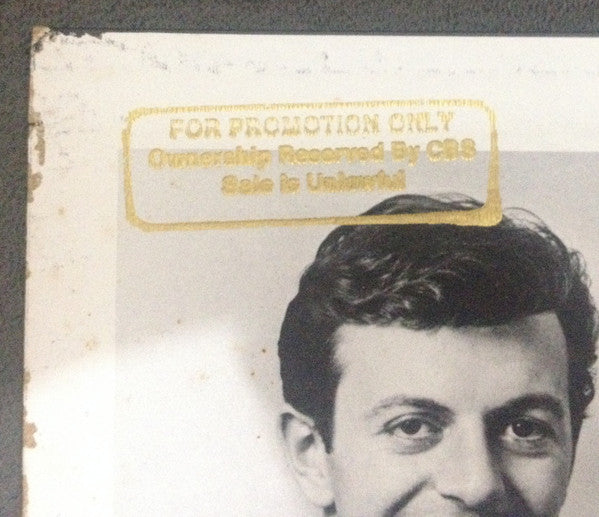 FOR PROMOTION ONLY
Ownership Reserved By CBS
Sale is Unlawful